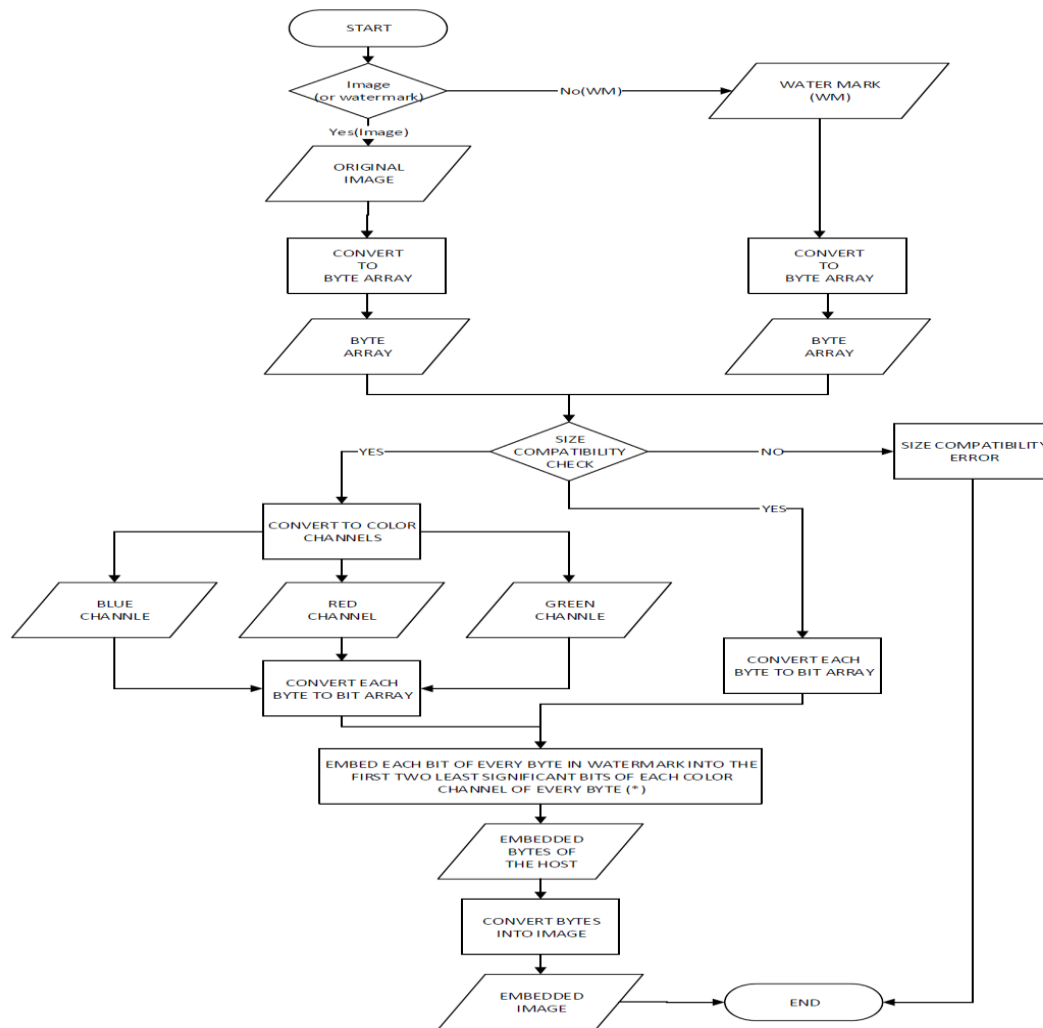 START
Image
(or watermark)
No(WM)
WATER MARK
(WM)
Yes(Image)
ORIGINAL
IMAGE
CONVERT
TO
BYTE ARRAY
CONVERT
TO
BYTE ARRAY
BYTE
ARRAY
BYTE
ARRAY
SIZE
COMPATIBILITY
CHECK
YES
NO
SIZE COMPATIBILITY
ERROR
YES
CONVERT TO COLOR
CHANNELS
BLUE
CHANNLE
RED
CHANNEL
GREEN
CHANNLE
CONVERT EACH
BYTE TO BIT ARRAY
CONVERT EACH
BYTE TO BIT ARRAY
EMBED EACH BIT OF EVERY BYTE IN WATERMARK INTO THE
FIRST TWO LEAST SIGNIFICANT BITS OF EACH COLOR
CHANNEL OF EVERY BYTE (*)
EMBEDDED
BYTES OF
THE HOST
CONVERT BYTES
INTO IMAGE
EMBEDDED
IMAGE
END